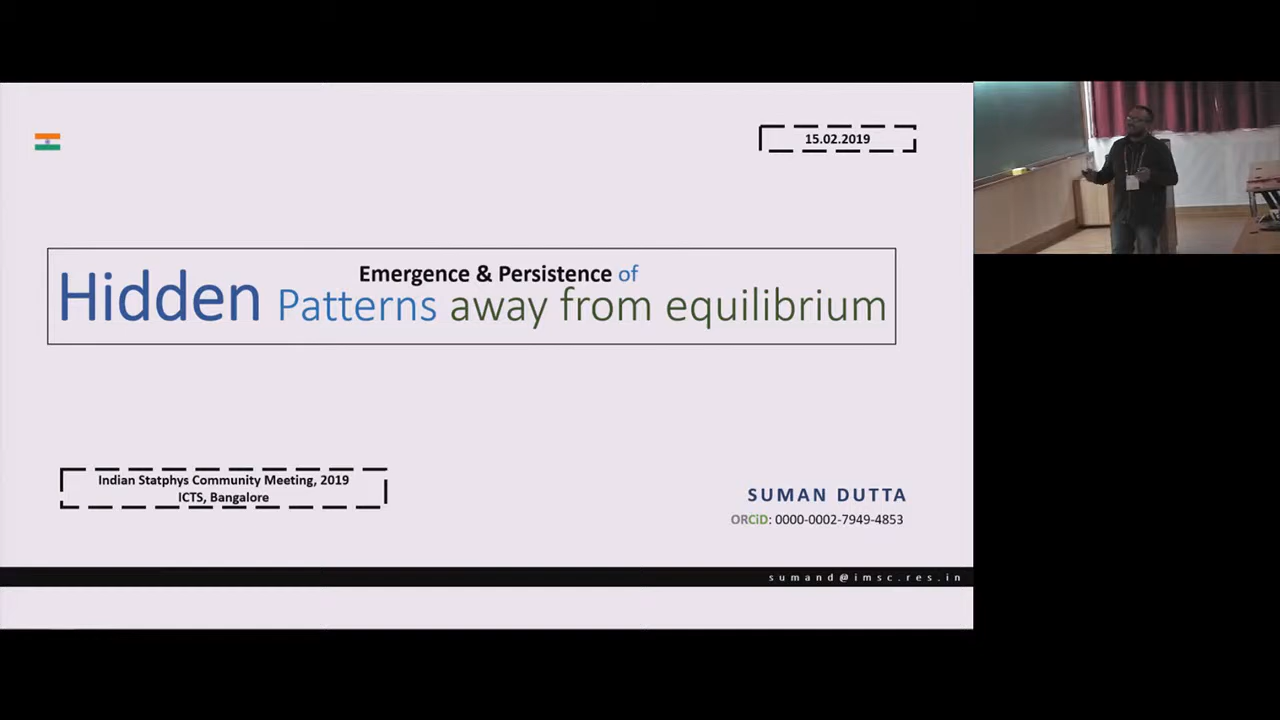 15.02.2019
Emergence & Persistence of
Hidden Patterns away from equilibrium
Indian Statphys Community Meeting, 2019
ICTS, Bangalore
SUMAN DUTTA
ORCiD: 0000-0002-7949-4853
sumand@imsc.res.in